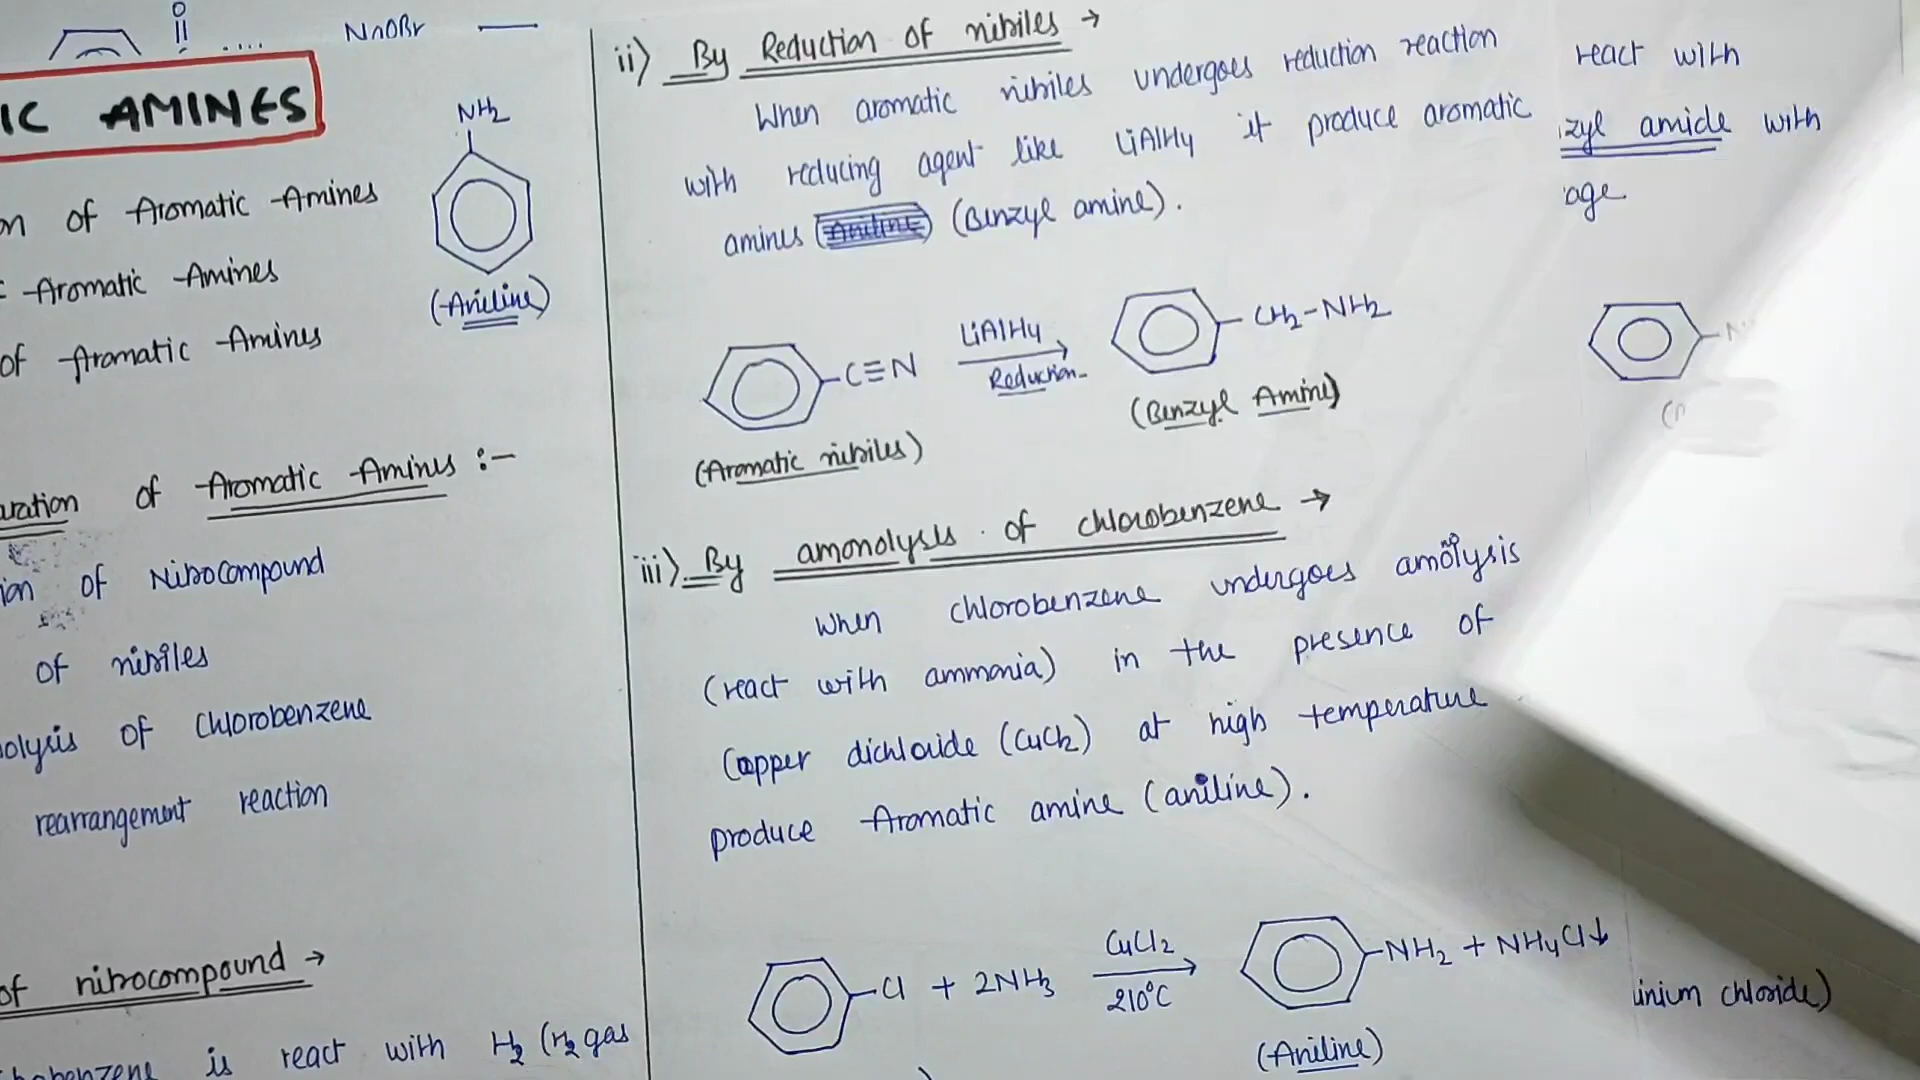 NaOBr
IC AMINES
NH2
on of Aromatic Amines
Aromatic Amines
(Aniline)
of Aromatic Amines
aration of Aromatic Amines :-
ion of Nitrocompound
of nitriles
olysis of Chlorobenzene
rearrangement reaction
of nitrocompound →
is react with H2 (H2 gas
ii) By Reduction of nitriles →
When aromatic nitriles undergoes reduction reaction
with reducing agent like LiAlH4 it produce aromatic
amines (Benzyl amine).
C≡N
LiAlH4
Reduction
CH2-NH2
(Aromatic nitriles)
(Benzyl Amine)
iii) By amonolysis of chlorobenzene →
When chlorobenzene undergoes amonolysis
(react with ammonia) in the presence of
Copper dichloride (CuCl2) at high temperature
produce Aromatic amine (aniline).
Cl + 2NH3
CuCl2
210°C
NH2 + NH4Cl↓
(Aniline)
react with
zyl amide with
age
inium chloride)